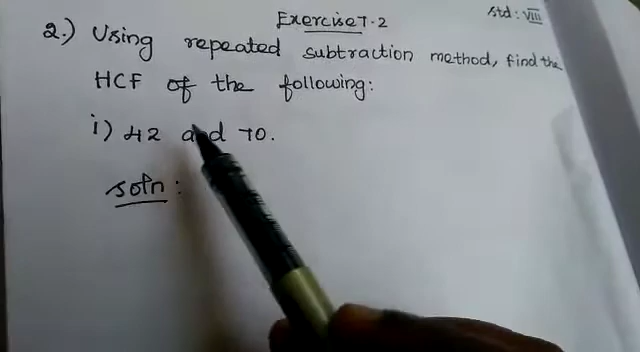 Exercise 7.2
Std: VIII
2.) Using repeated subtraction method, find the
HCF of the following:
i) 42 and 70.
soln: